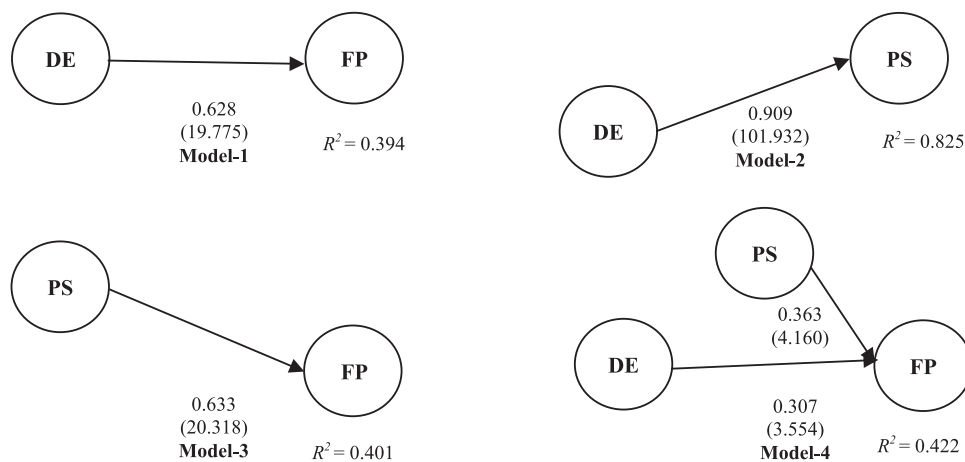 DE
FP
0.628
(19.775)
Model-1
R² = 0.394
PS
DE
0.909
(101.932)
Model-2
R² = 0.825
PS
FP
0.633
(20.318)
Model-3
R² = 0.401
PS
0.363
(4.160)
DE
FP
0.307
(3.554)
Model-4
R² = 0.422